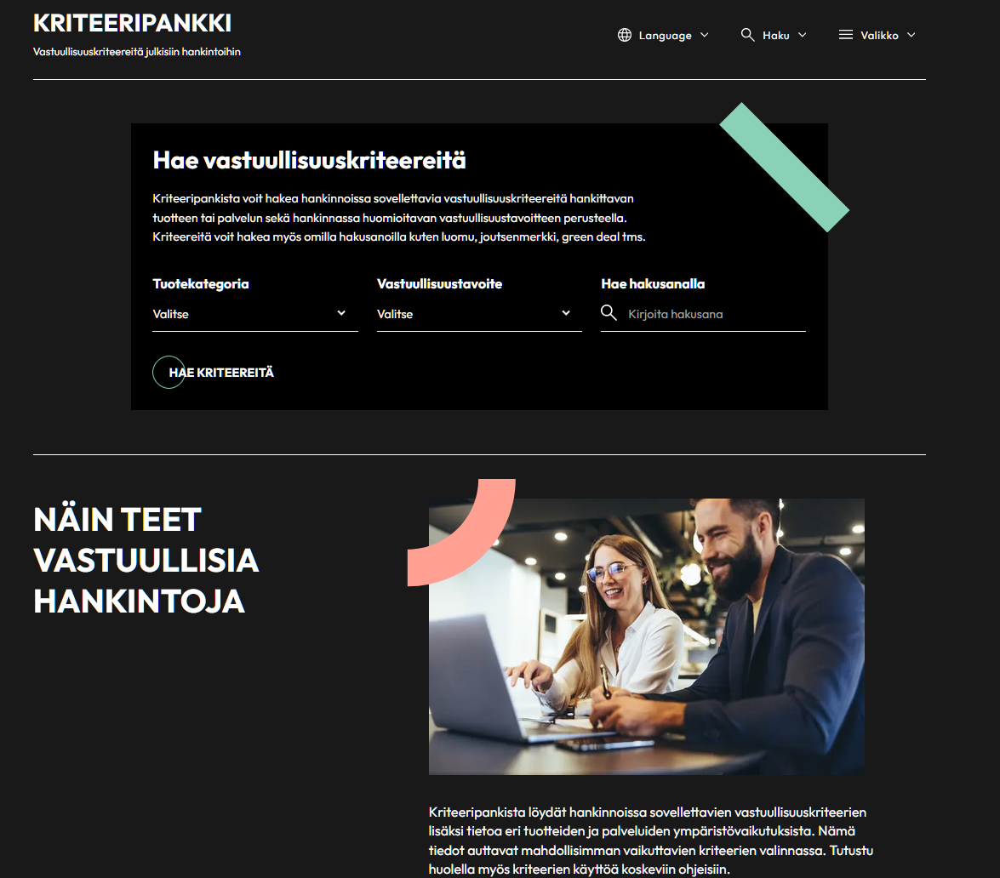 KRITEERIPANKKI
Vastuullisuuskriteereitä julkisiin hankintoihin
Language
Haku
Valikko
Hae vastuullisuuskriteereitä
Kriteeripankista voit hakea hankinnoissa sovellettavia vastuullisuuskriteereitä hankittavan
tuotteen tai palvelun sekä hankinnassa huomioitavan vastuullisuustavoitteen perusteella.
Kriteereitä voit hakea myös omilla hakusanoilla kuten luomu, joutsenmerkki, green deal tms.
Tuotekategoria
Valitse
Vastuullisuustavoite
Valitse
Hae hakusanalla
Kirjoita hakusana
HAE KRITEEREITÄ
NÄIN TEET
VASTUULLISIA
HANKINTOJA
Kriteeripankista löydät hankinnoissa sovellettavien vastuullisuuskriteerien
lisäksi tietoa eri tuotteiden ja palveluiden ympäristövaikutuksista. Nämä
tiedot auttavat mahdollisimman vaikuttavien kriteerien valinnassa. Tutustu
huolella myös kriteerien käyttöä koskeviin ohjeisiin.